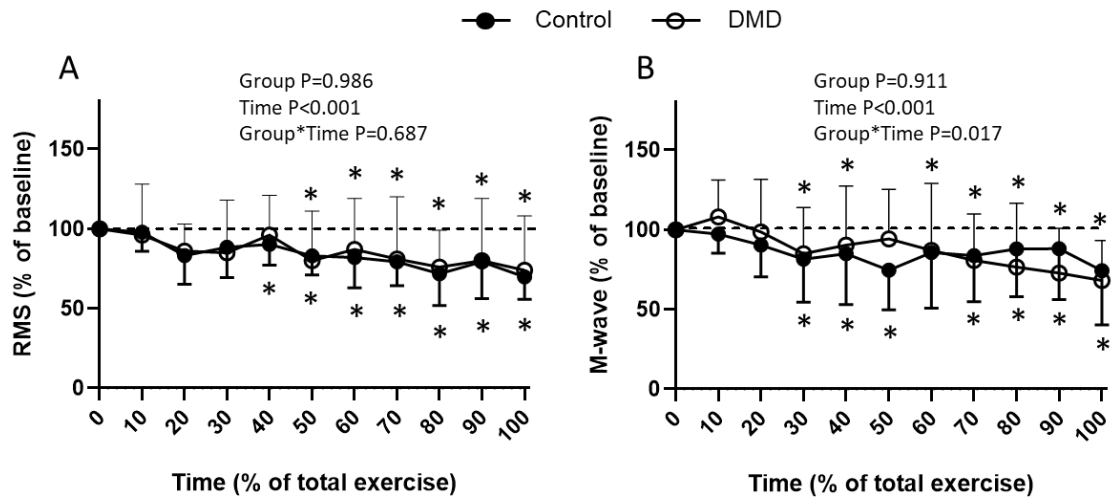 Control DMD
A
Group P=0.986
Time P<0.001
Group*Time P=0.687
RMS (% of baseline)
150
100
50
0
* * * * * *
* * * * * * *
0 10 20 30 40 50 60 70 80 90 100
Time (% of total exercise)
B
Group P=0.911
Time P<0.001
Group*Time P=0.017
M-wave (% of baseline)
150
100
50
0
* * * * * * *
* * * * * * *
0 10 20 30 40 50 60 70 80 90 100
Time (% of total exercise)